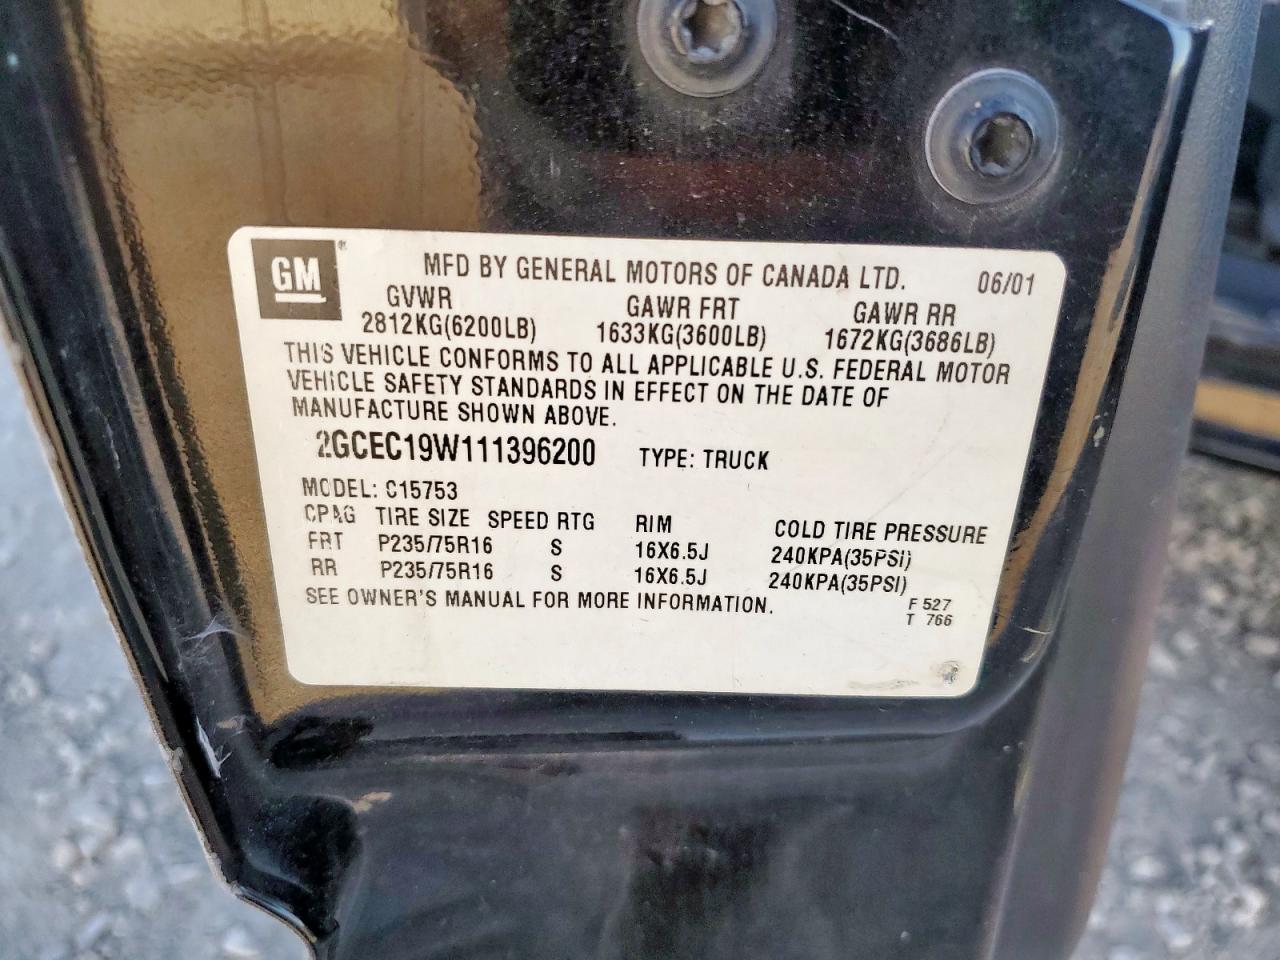 GM®
MFD BY GENERAL MOTORS OF CANADA LTD. 06/01
GVWR GAWR FRT GAWR RR
2812KG(6200LB) 1633KG(3600LB) 1672KG(3686LB)
THIS VEHICLE CONFORMS TO ALL APPLICABLE U.S. FEDERAL MOTOR
VEHICLE SAFETY STANDARDS IN EFFECT ON THE DATE OF
MANUFACTURE SHOWN ABOVE.
2GCEC19W111396200 TYPE: TRUCK
MODEL: C15753
CPAG TIRE SIZE SPEED RTG RIM COLD TIRE PRESSURE
FRT P235/75R16 S 16X6.5J 240KPA(35PSI)
RR P235/75R16 S 16X6.5J 240KPA(35PSI)
SEE OWNER'S MANUAL FOR MORE INFORMATION. F 527
T 766